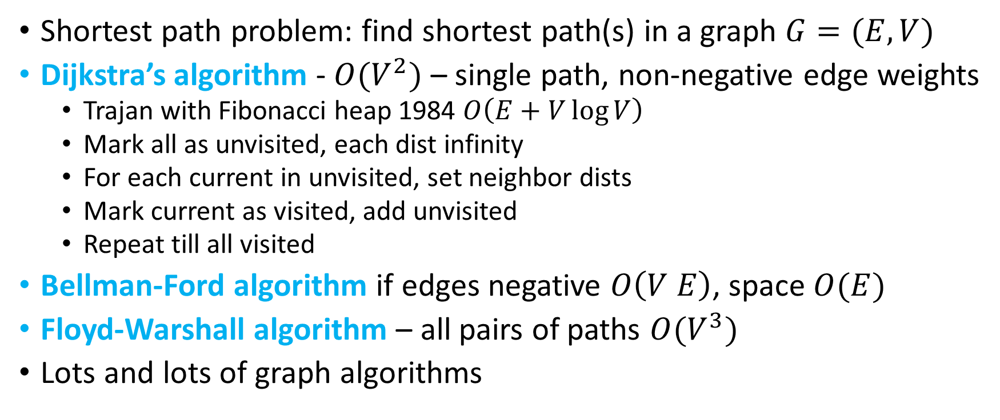 • Shortest path problem: find shortest path(s) in a graph G = (E, V)
• Dijkstra’s algorithm - O(V²) – single path, non-negative edge weights
• Trajan with Fibonacci heap 1984 O(E + V log V)
• Mark all as unvisited, each dist infinity
• For each current in unvisited, set neighbor dists
• Mark current as visited, add unvisited
• Repeat till all visited
• Bellman-Ford algorithm if edges negative O(V E), space O(E)
• Floyd-Warshall algorithm – all pairs of paths O(V³)
• Lots and lots of graph algorithms